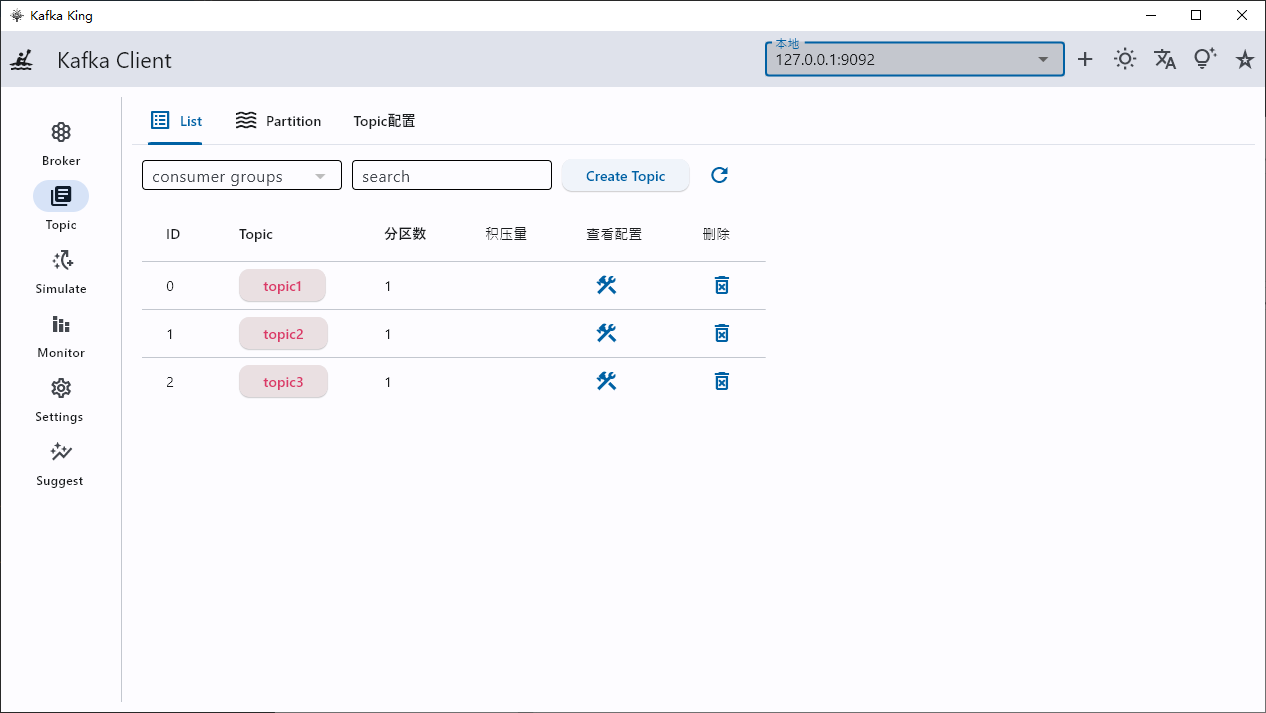 Kafka King
Kafka Client
本地
127.0.0.1:9092
Broker
Topic
Simulate
Monitor
Settings
Suggest
List Partition Topic配置
consumer groups search Create Topic
ID Topic 分区数 积压量 查看配置 删除
0 topic1 1
1 topic2 1
2 topic3 1